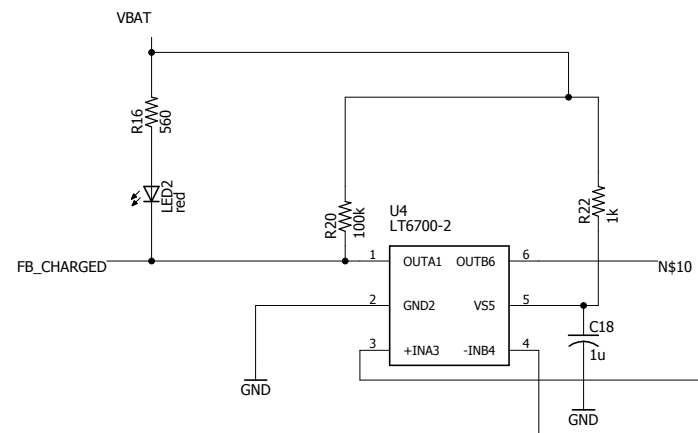 VBAT
R16
560
LED2
red
R20
100k
R22
1k
U4
LT6700-2
FB_CHARGED
1
OUTA1
OUTB6
6
N$10
2
GND2
VS5
5
3
+INA3
-INB4
4
C18
1u
GND
GND